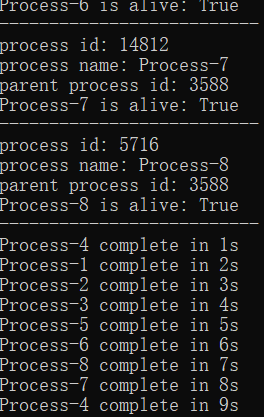 Process-6 is alive: True
--------------------------
process id: 14812
process name: Process-7
parent process id: 3588
Process-7 is alive: True
--------------------------
process id: 5716
process name: Process-8
parent process id: 3588
Process-8 is alive: True
--------------------------
Process-4 complete in 1s
Process-1 complete in 2s
Process-2 complete in 3s
Process-3 complete in 4s
Process-5 complete in 5s
Process-6 complete in 6s
Process-8 complete in 7s
Process-7 complete in 8s
Process-4 complete in 9s